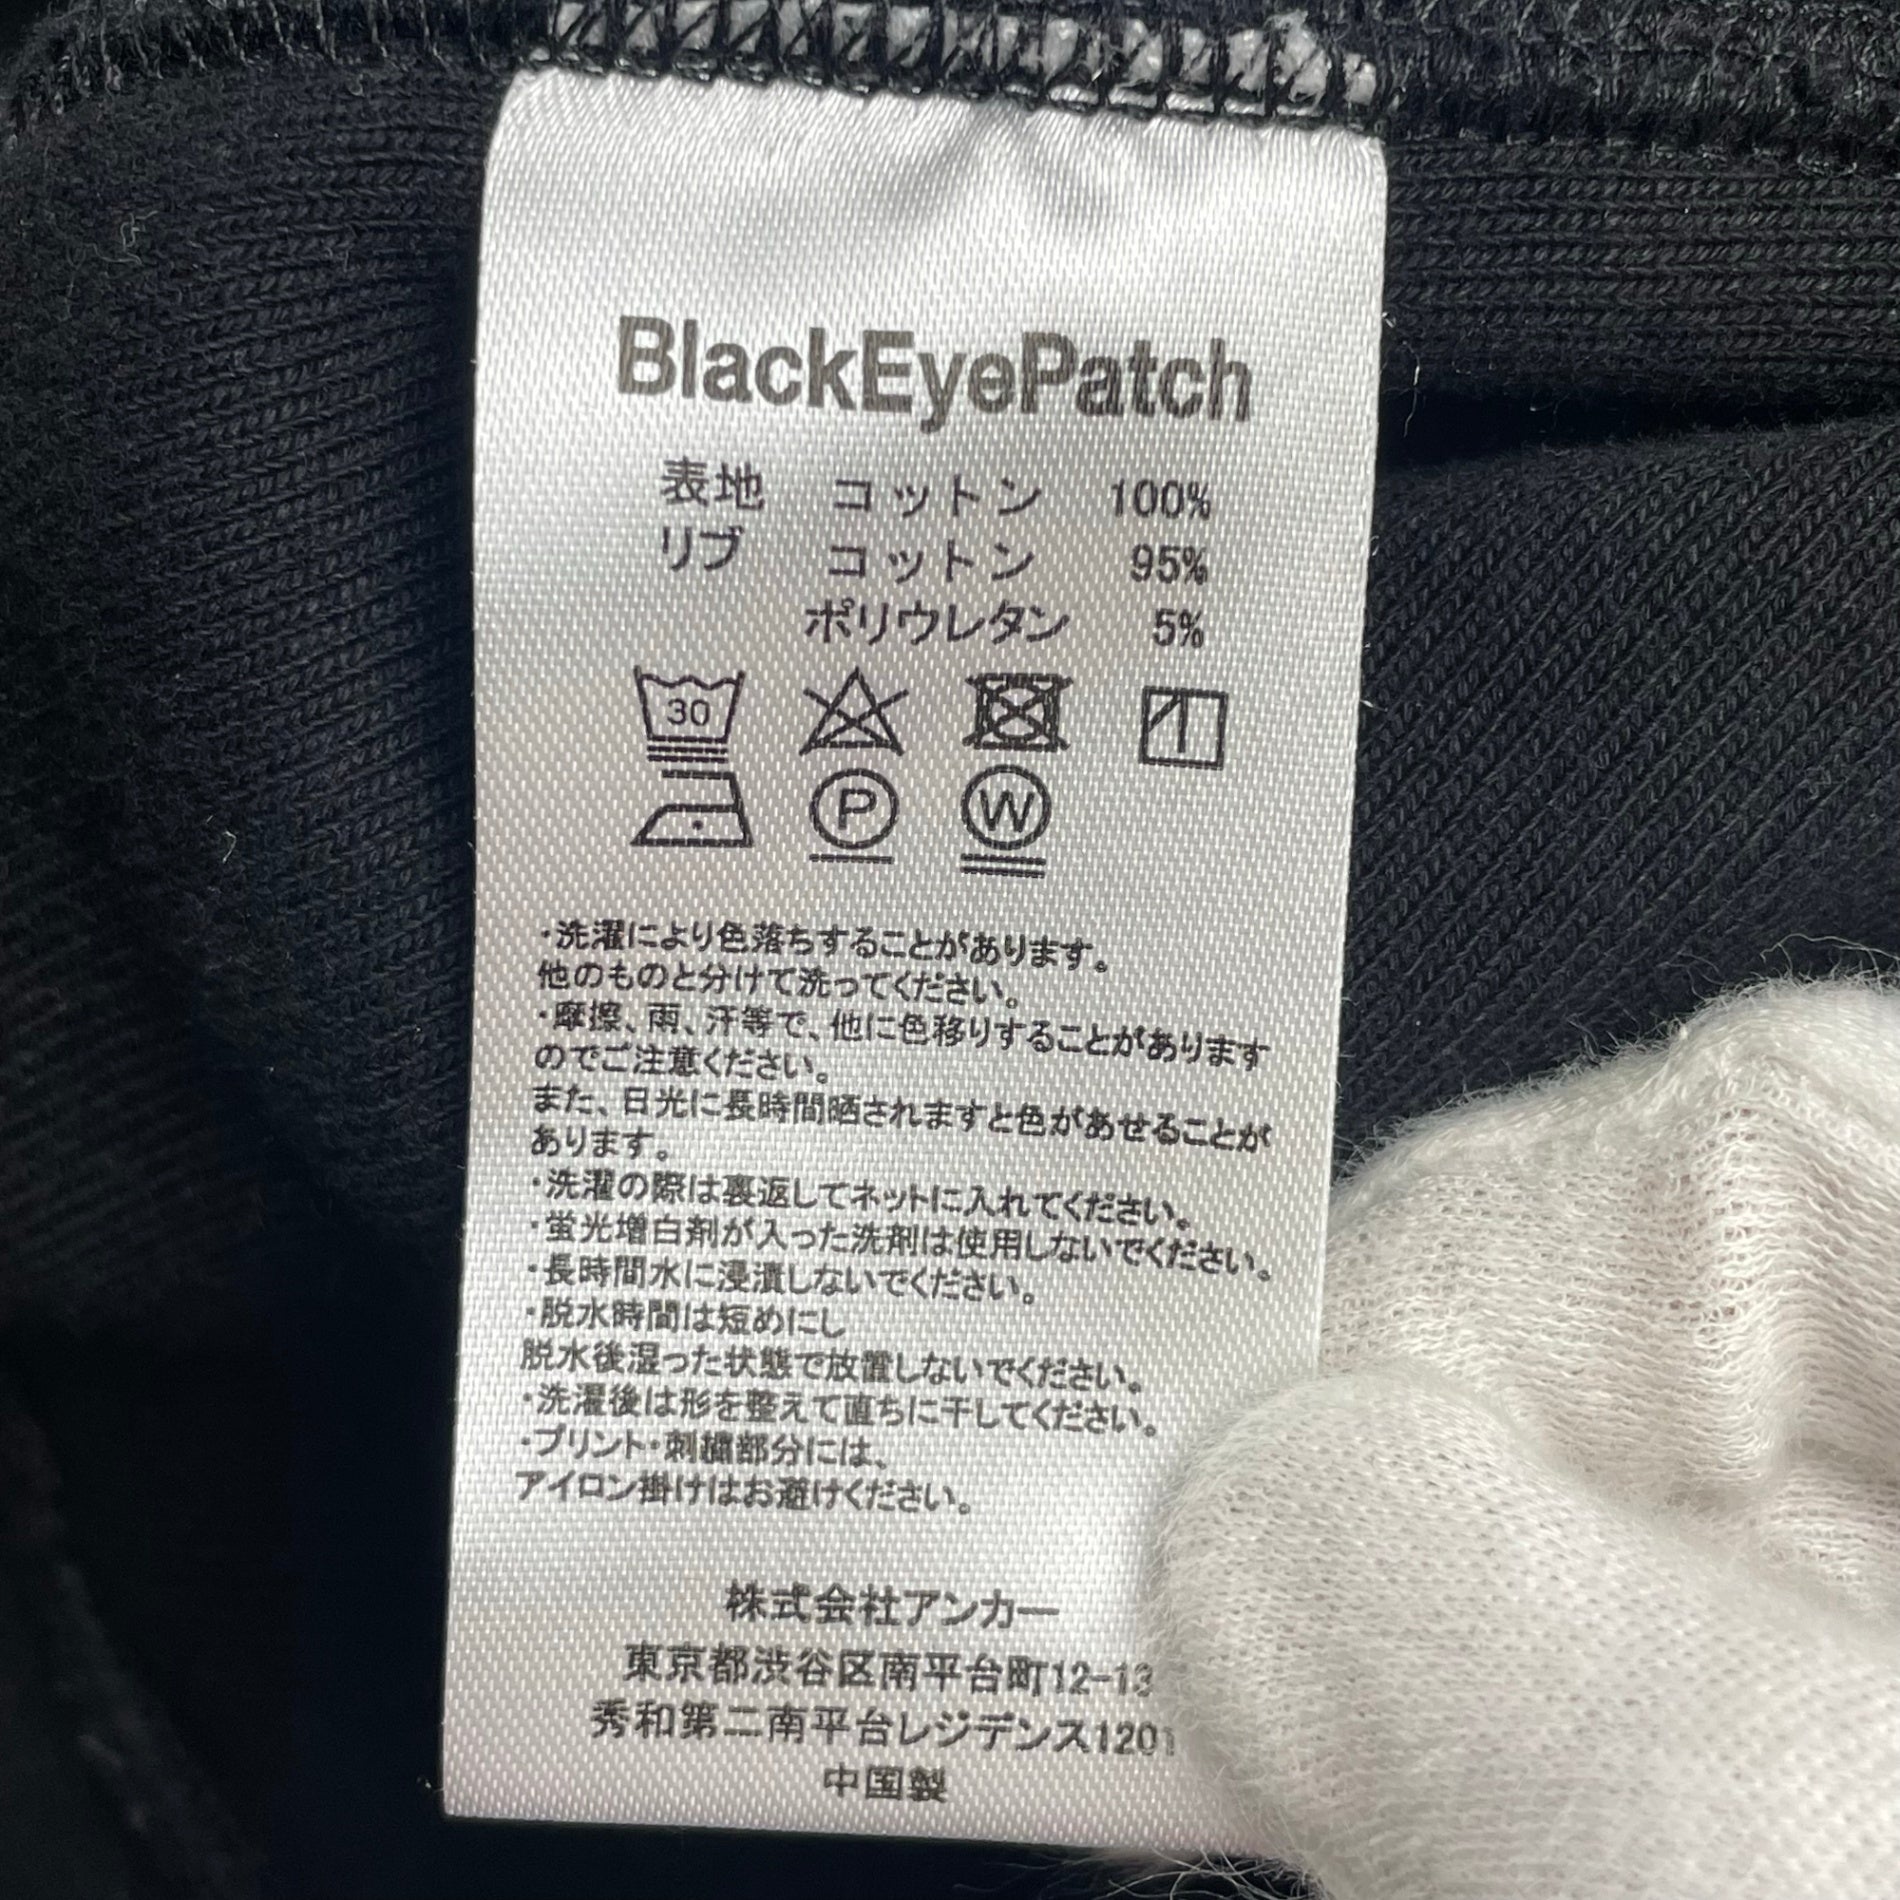 BlackEyePatch
表地 コットン 100%
リブ コットン 95%
ポリウレタン 5%
30
P W
・洗濯により色落ちすることがあります。
他のものと分けて洗ってください。
・摩擦、雨、汗等で、他に色移りすることがあります
のでご注意ください。
また、日光に長時間晒されますと色があせることが
あります。
・洗濯の際は裏返してネットに入れてください。
・蛍光増白剤が入った洗剤は使用しないでください。
・長時間水に浸漬しないでください。
・脱水時間は短めにし
脱水後湿った状態で放置しないでください。
・洗濯後は形を整えて直ちに干してください。
・プリント・刺繍部分には、
アイロン掛けはお避けください。
株式会社アンカー
東京都渋谷区南平台町12-13
秀和第二南平台レジデンス1201
中国製